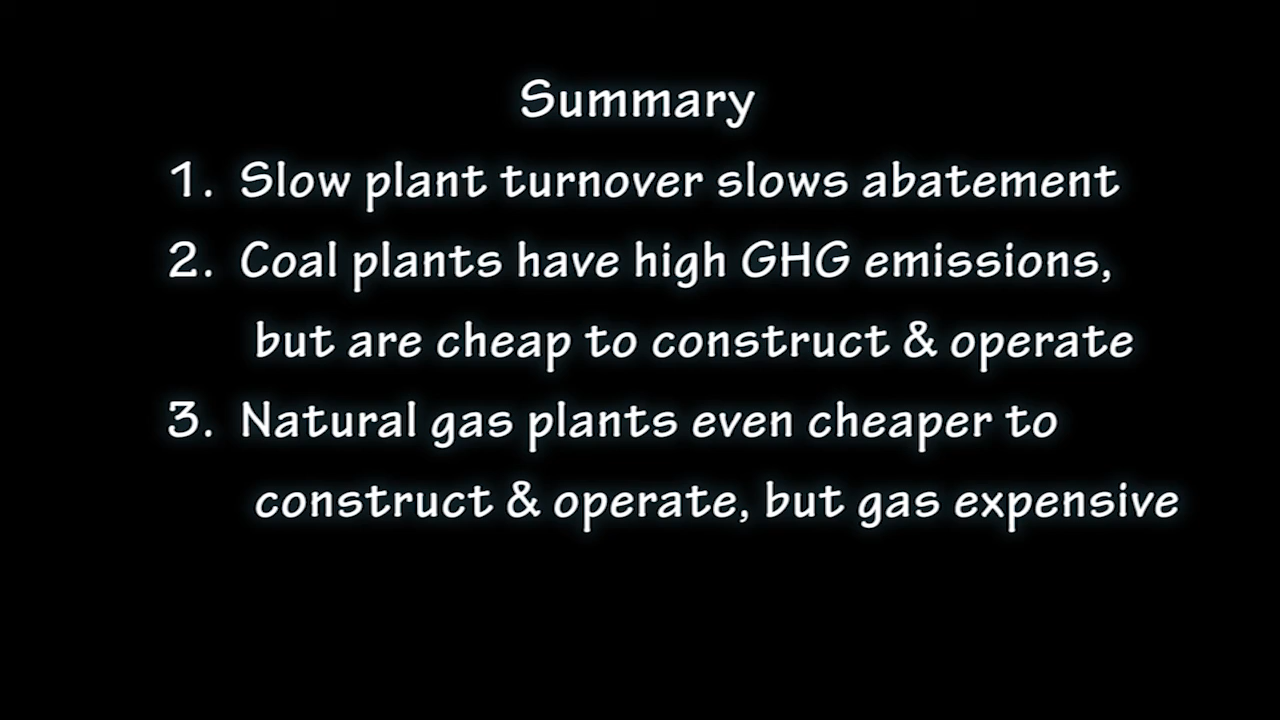 Summary
1. Slow plant turnover slows abatement
2. Coal plants have high GHG emissions,
but are cheap to construct & operate
3. Natural gas plants even cheaper to
construct & operate, but gas expensive